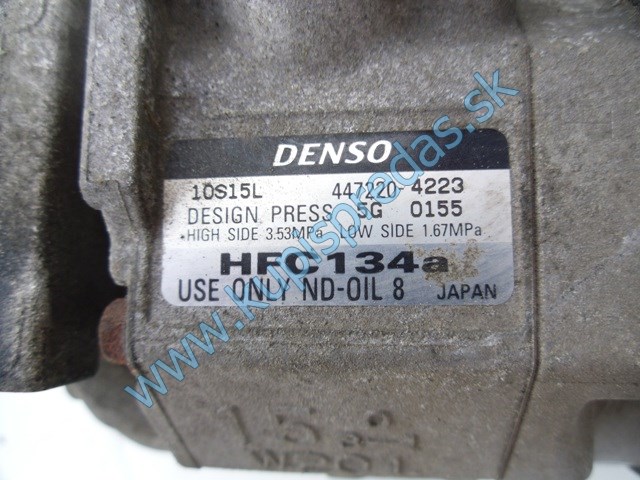 DENSO
10S15L 447220-4223
DESIGN PRESS 5G 0155
*HIGH SIDE 3.53MPa LOW SIDE 1.67MPa
HFC134a
USE ONLY ND-OIL 8 JAPAN
www.kupispredas.sk